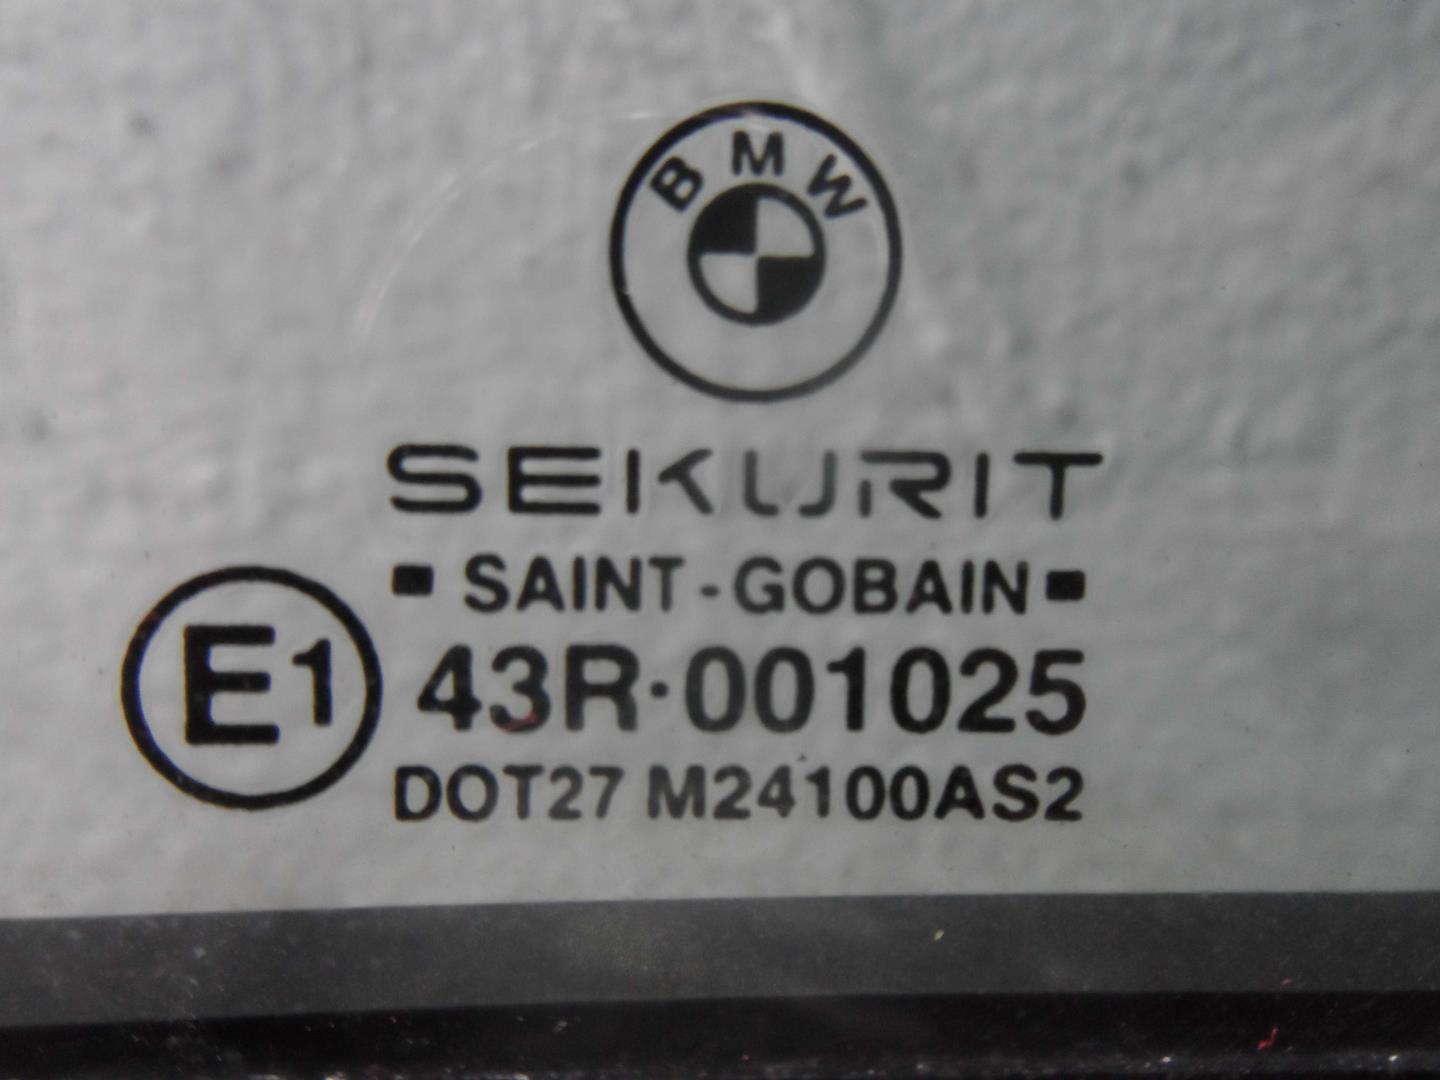 BMW
SEKURIT
SAINT-GOBAIN
E1
43R·001025
DOT27 M24100AS2